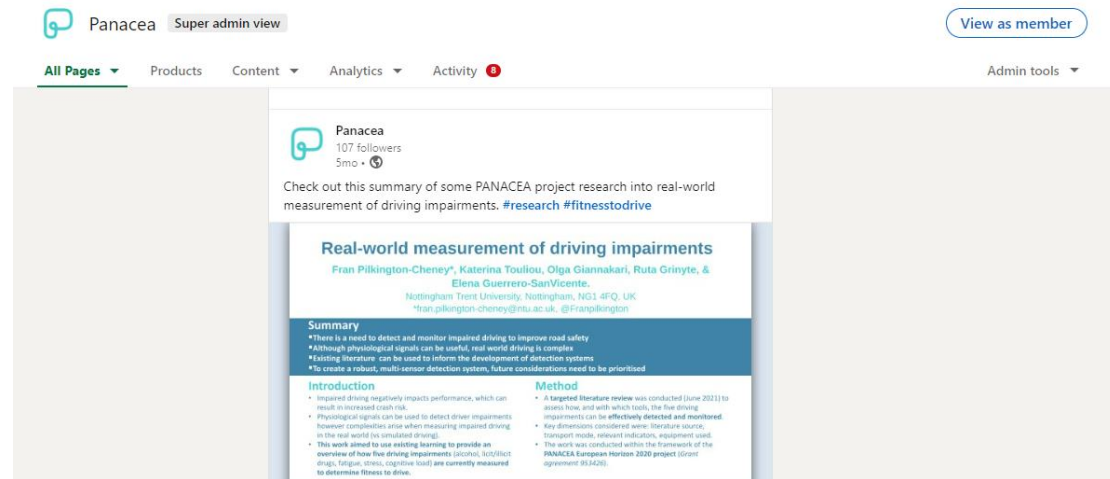 Panacea Super admin view
View as member
All Pages Products Content Analytics Activity 8 Admin tools
Panacea
107 followers
5mo •
Check out this summary of some PANACEA project research into real-world
measurement of driving impairments. #research #fitnesstodrive
Real-world measurement of driving impairments
Fran Pilkington-Cheney*, Katerina Touliou, Olga Giannakari, Ruta Grinyte, &
Elena Guerrero-SanVicente.
Nottingham Trent University, Nottingham, NG1 4FQ, UK
*fran.pilkington-cheney@ntu.ac.uk, @Franpilkington
Summary
•There is a need to detect and monitor impaired driving to improve road safety
•Although physiological signals can be useful, real world driving is complex
•Existing literature can be used to inform the development of detection systems
•To create a robust, multi-sensor detection system, future considerations need to be prioritised
Introduction
• Impaired driving negatively impacts performance, which can
result in increased crash risk.
• Physiological signals can be used to detect driver impairments
however complexities arise when measuring impaired driving
in the real world (vs simulated driving).
• This work aimed to use existing learning to provide an
overview of how five driving impairments (alcohol, licit/illicit
drugs, fatigue, stress, cognitive load) are currently measured
to determine fitness to drive.
Method
• A targeted literature review was conducted (June 2021) to
assess how, and with which tools, the five driving
impairments can be effectively detected and monitored.
• Key dimensions considered were: literature source,
transport mode, relevant indicators, equipment used.
• The work was conducted within the framework of the
PANACEA European Horizon 2020 project (Grant
agreement 953426).